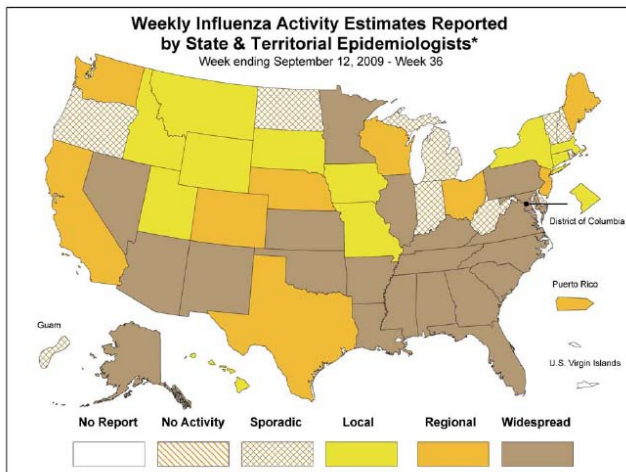 Weekly Influenza Activity Estimates Reported
by State & Territorial Epidemiologists*
Week ending September 12, 2009 - Week 36
District of Columbia
Puerto Rico
Guam
U.S. Virgin Islands
No Report
No Activity
Sporadic
Local
Regional
Widespread